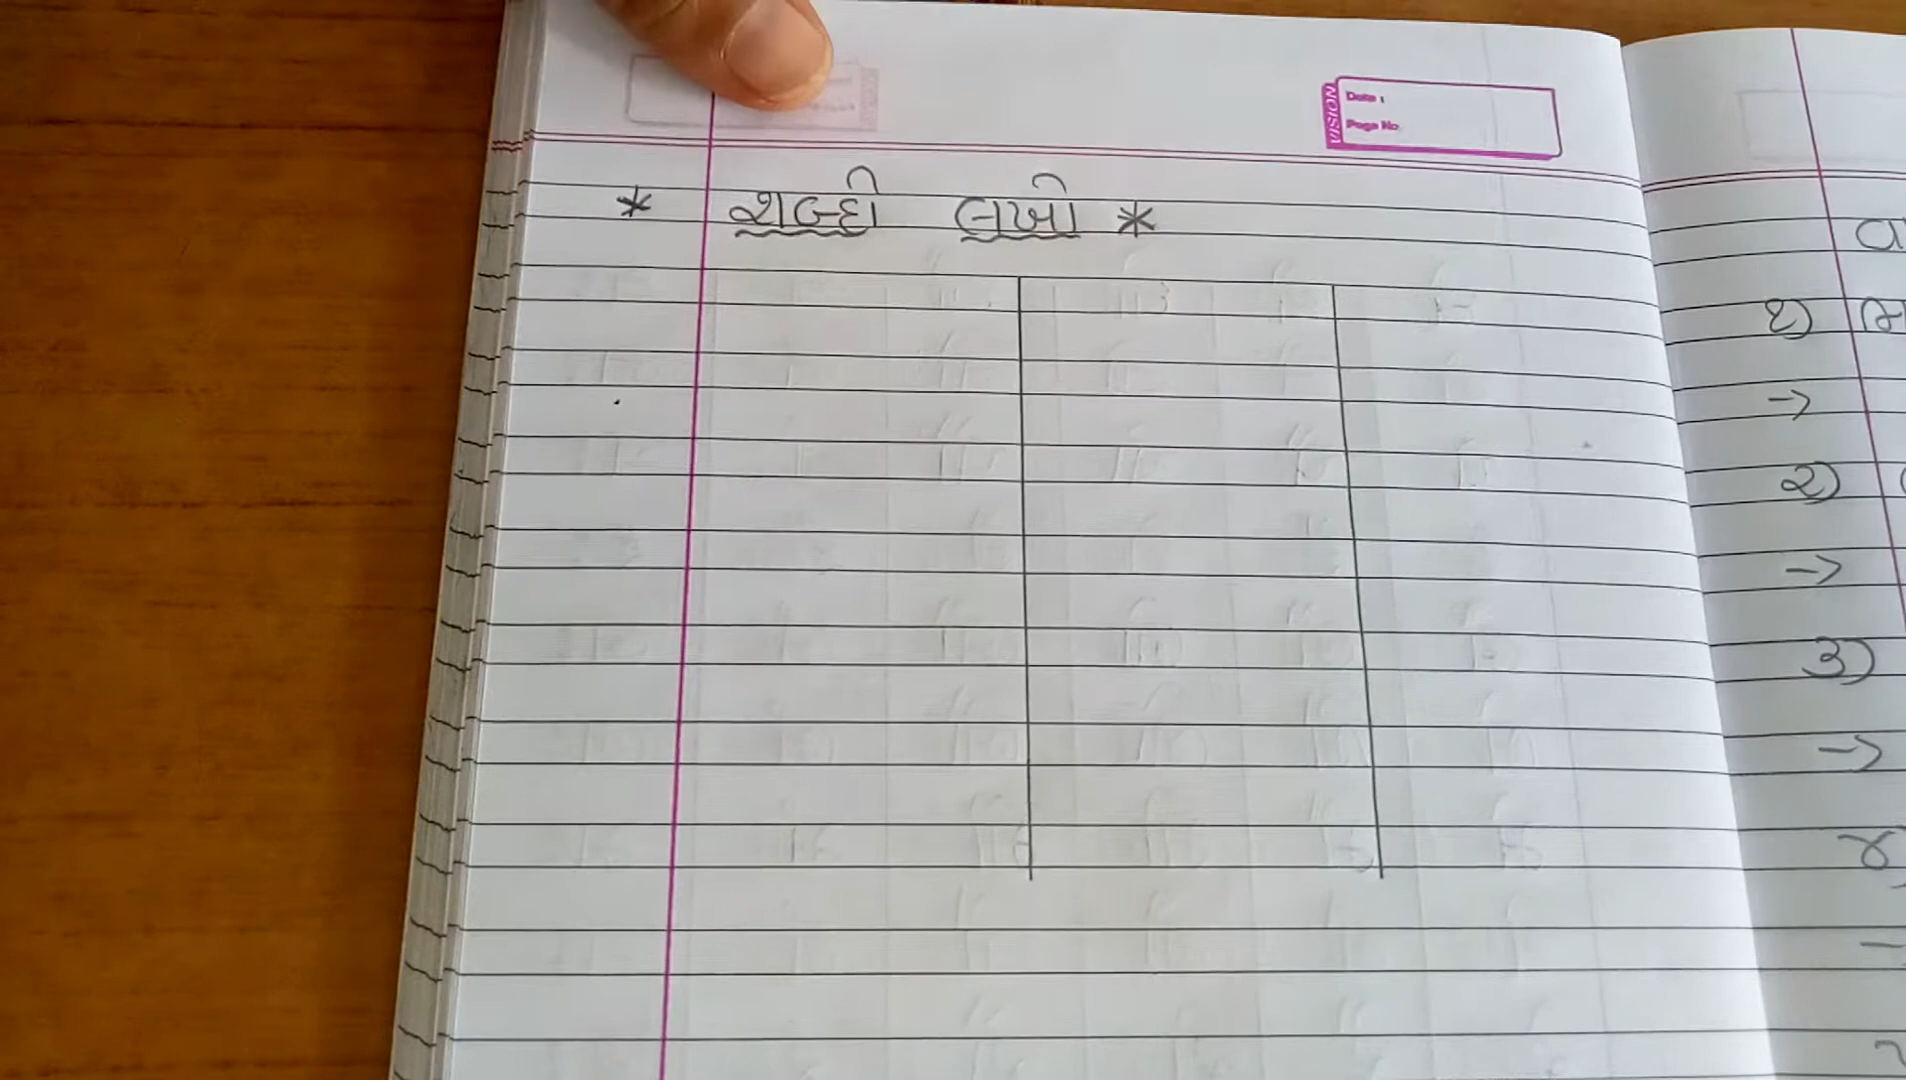 * શબ્દો લખો *
VISION
Date :
Page No
૧)
→
૨)
→
૩)
→
૪)